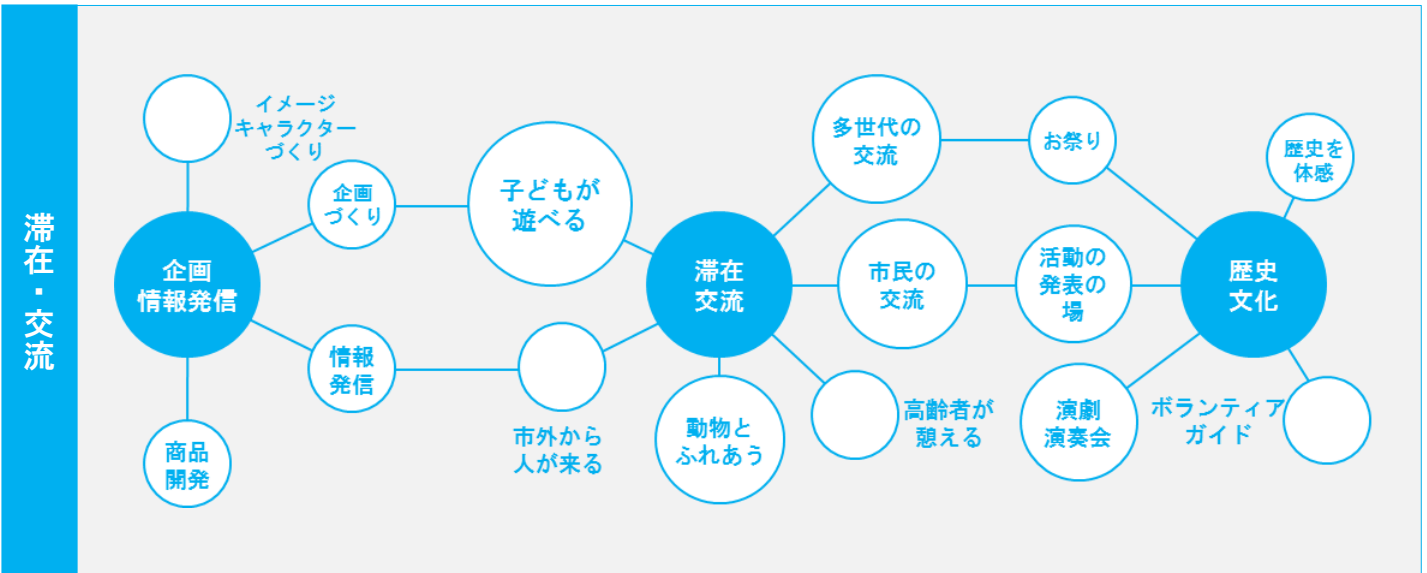 滞在・交流
イメージ
キャラクター
づくり
企画
づくり
子どもが
遊べる
企画
情報発信
情報
発信
商品
開発
市外から
人が来る
滞在
交流
多世代の
交流
お祭り
市民の
交流
活動の
発表の
場
動物と
ふれあう
高齢者が
憩える
歴史を
体感
歴史
文化
演劇
演奏会
ボランティア
ガイド